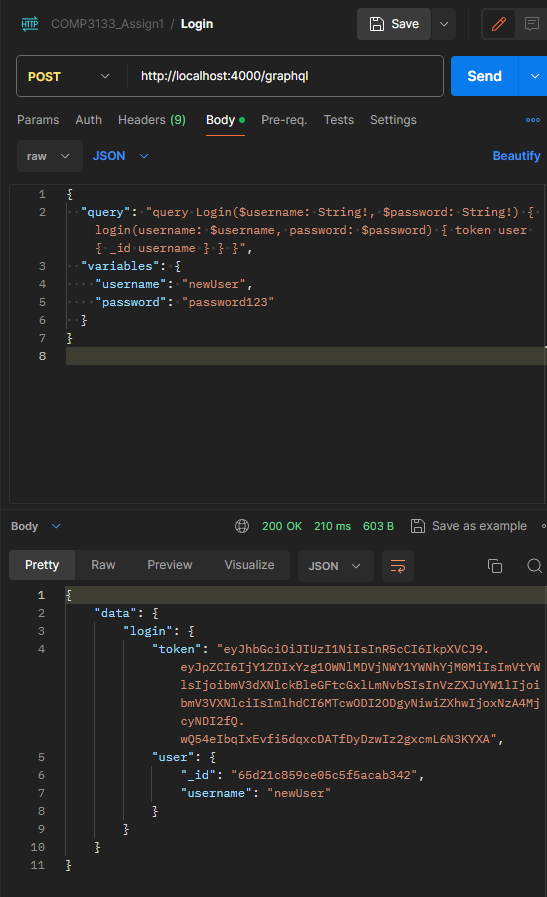 HTTP COMP3133_Assign1 / Login Save
POST http://localhost:4000/graphql Send
Params Auth Headers (9) Body Pre-req. Tests Settings
raw JSON Beautify
1 {
2 "query": "query Login($username: String!, $password: String!) {
login(username: $username, password: $password) { token user
{ _id username } } }",
3 "variables": {
4 "username": "newUser",
5 "password": "password123"
6 }
7 }
8
Body 200 OK 210 ms 603 B Save as example
Pretty Raw Preview Visualize JSON
1 {
2 "data": {
3 "login": {
4 "token": "eyJhbGciOiJIUzI1NiIsInR5cCI6IkpXVCJ9.
eyJpZCI6IjY1ZDIxYzg1OWNlMDVjNWY1YWNhYjM0MiIsImVtYW
lsIjoibmV3dXNlckBleGFtcGxlLmNvbSIsInVzZXJuYW1lIjoi
bmV3VXNlciIsImlhdCI6MTcwODI2ODgyNiwiZXhwIjoxNzA4Mj
cyNDI2fQ.
wQ54eIbqIxEvfi5dqxcDATfDyDzwIz2gxcmL6N3KYXA",
5 "user": {
6 "_id": "65d21c859ce05c5f5acab342",
7 "username": "newUser"
8 }
9 }
10 }
11 }